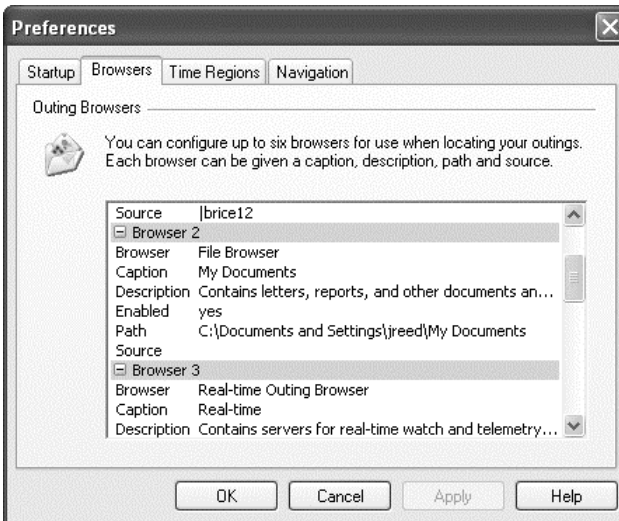 Preferences
Startup Browsers Time Regions Navigation
Outing Browsers
You can configure up to six browsers for use when locating your outings.
Each browser can be given a caption, description, path and source.
Source |brice12
Browser 2
Browser File Browser
Caption My Documents
Description Contains letters, reports, and other documents an...
Enabled yes
Path C:\Documents and Settings\jreed\My Documents
Source
Browser 3
Browser Real-time Outing Browser
Caption Real-time
Description Contains servers for real-time watch and telemetry...
OK Cancel Apply Help